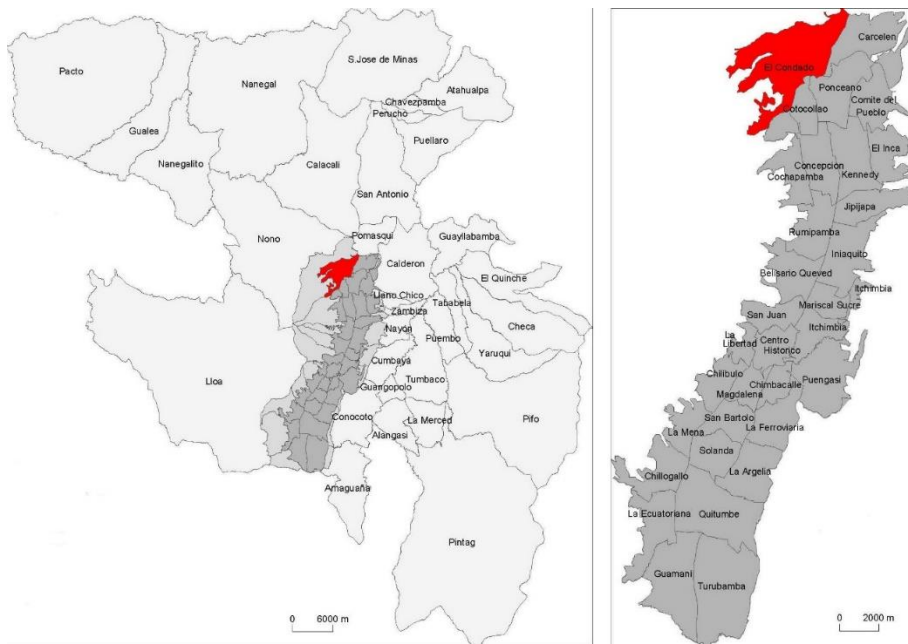 Pacto
Nanegal
S.Jose de Minas
Atahualpa
Chavezpamba
Perucho
Gualea
Puellaro
Nanegalito
Calacali
San Antonio
Nono
Pomasqui
Guayllabamba
Calderon
El Quinche
Llano Chico
Tababela
Zambiza
Checa
Nayon
Puembo
Yaruqui
Cumbaya
Lloa
Guangopolo
Tumbaco
Conocoto
La Merced
Pifo
Alangasi
Amaguaña
Pintag
0 6000 m
Carcelen
El Condado
Ponceano
Cotocollao
Comite del
Pueblo
El Inca
Concepción
Cochapamba
Kennedy
Jipijapa
Rumipamba
Iniaquito
Belisario Queved
Itchimbia
Mariscal Sucre
San Juan
Itchimbia
La
Libertad
Centro
Historico
Chilibulo
Puengasi
Chimbacalle
Magdalena
San Bartolo
La Ferroviaria
La Mena
Solanda
La Argelia
Chillogallo
La Ecuatoriana
Quitumbe
Guamani
Turubamba
0 2000 m